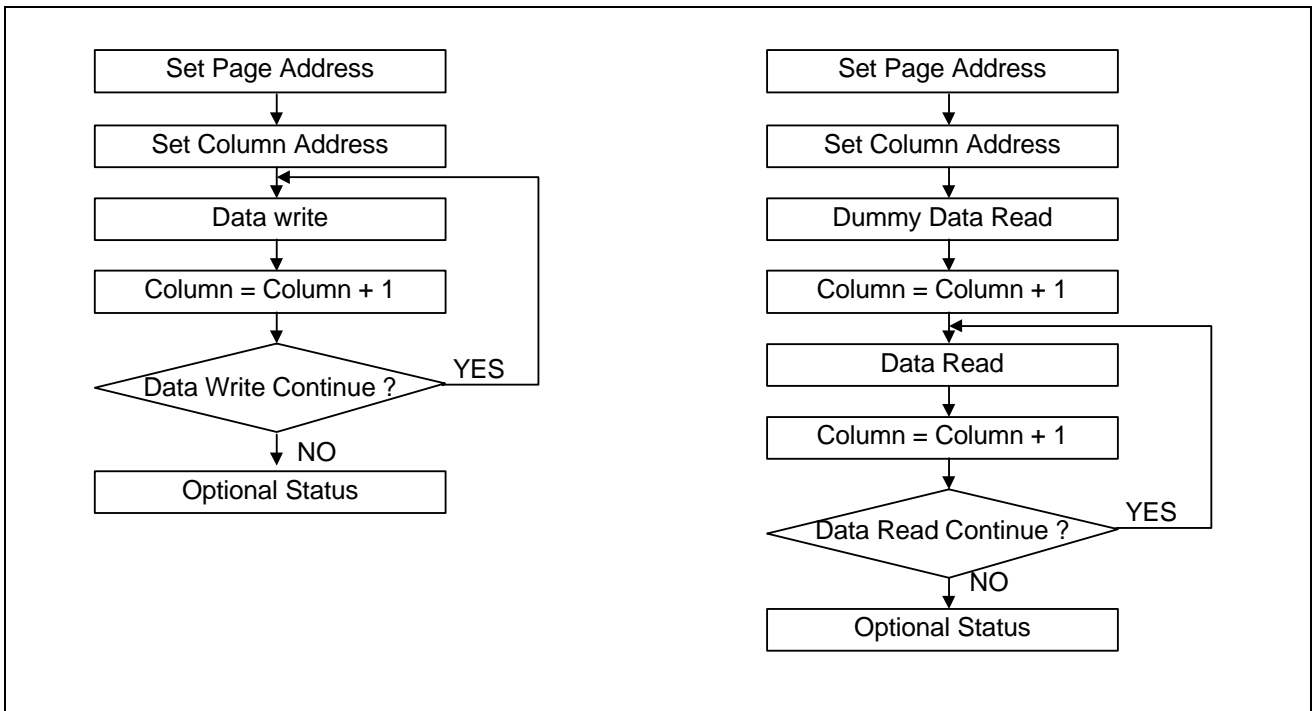 Set Page Address
Set Column Address
Data write
Column = Column + 1
Data Write Continue ?
YES
NO
Optional Status
Set Page Address
Set Column Address
Dummy Data Read
Column = Column + 1
Data Read
Column = Column + 1
Data Read Continue ?
YES
NO
Optional Status